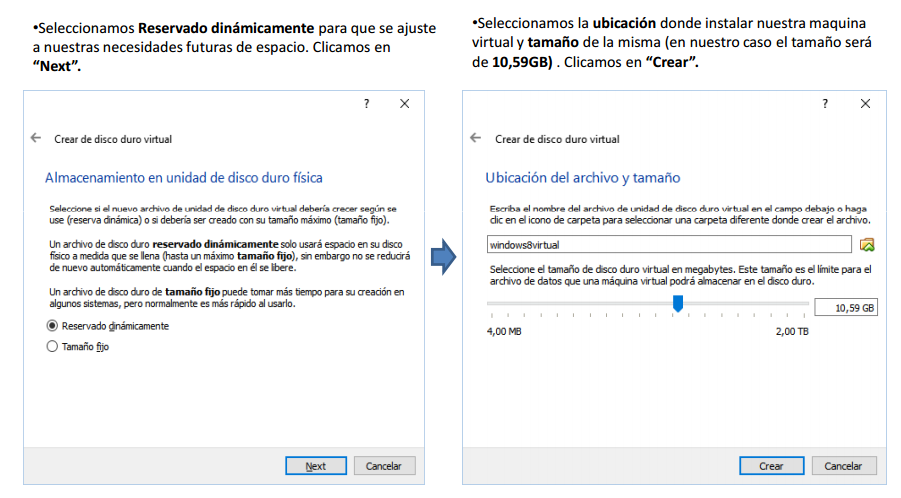 •Seleccionamos Reservado dinámicamente para que se ajuste
a nuestras necesidades futuras de espacio. Clicamos en
“Next”.
?
Crear de disco duro virtual
Almacenamiento en unidad de disco duro física
Seleccione si el nuevo archivo de unidad de disco duro virtual debería crecer según se
use (reserva dinámica) o si debería ser creado con su tamaño máximo (tamaño fijo).
Un archivo de disco duro reservado dinámicamente solo usará espacio en su disco
físico a medida que se llena (hasta un máximo tamaño fijo), sin embargo no se reducirá
de nuevo automáticamente cuando el espacio en él se libere.
Un archivo de disco duro de tamaño fijo puede tomar más tiempo para su creación en
algunos sistemas, pero normalmente es más rápido al usarlo.
Reservado dinámicamente
Tamaño fijo
Next
Cancelar
•Seleccionamos la ubicación donde instalar nuestra maquina
virtual y tamaño de la misma (en nuestro caso el tamaño será
de 10,59GB) . Clicamos en “Crear”.
?
Crear de disco duro virtual
Ubicación del archivo y tamaño
Escriba el nombre del archivo de unidad de disco duro virtual en el campo debajo o haga
clic en el icono de carpeta para seleccionar una carpeta diferente donde crear el archivo.
windows8virtual
Seleccione el tamaño de disco duro virtual en megabytes. Este tamaño es el límite para el
archivo de datos que una máquina virtual podrá almacenar en el disco duro.
10,59 GB
4,00 MB
2,00 TB
Crear
Cancelar